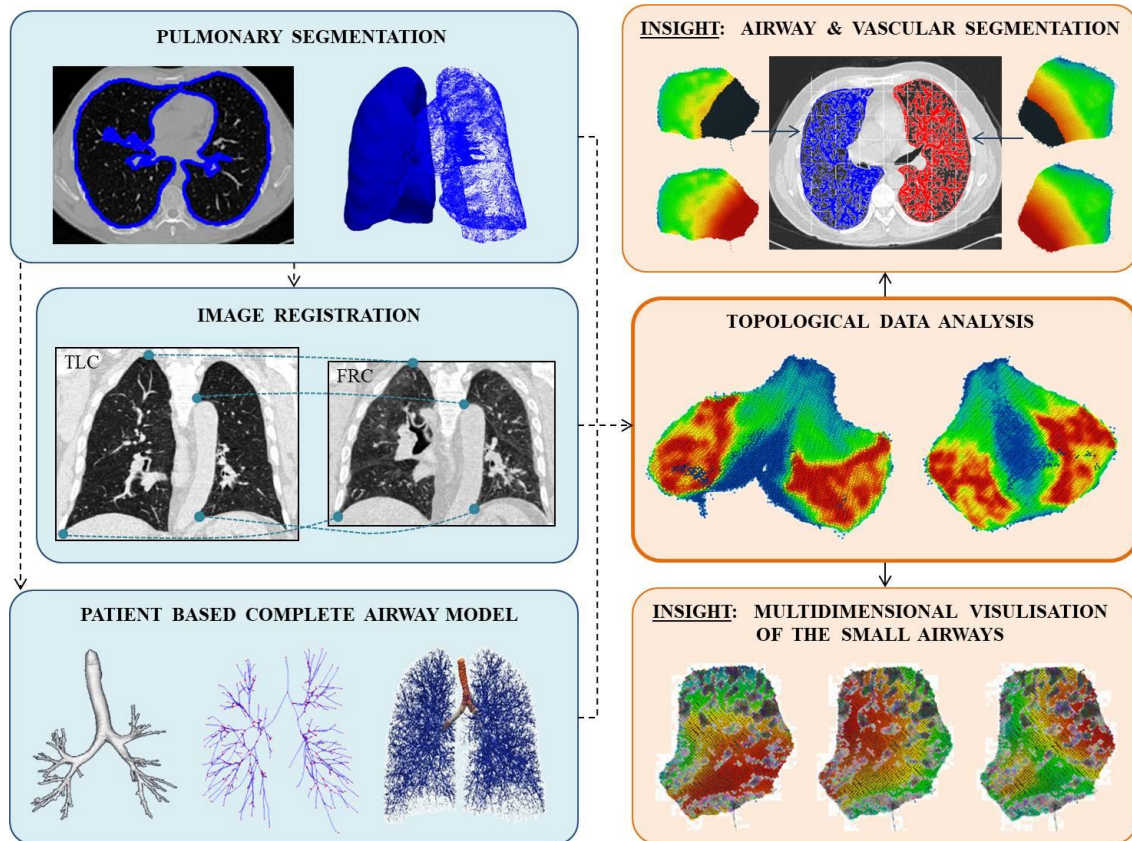 PULMONARY SEGMENTATION
IMAGE REGISTRATION
TLC
FRC
PATIENT BASED COMPLETE AIRWAY MODEL
INSIGHT: AIRWAY & VASCULAR SEGMENTATION
TOPOLOGICAL DATA ANALYSIS
INSIGHT: MULTIDIMENSIONAL VISULISATION
OF THE SMALL AIRWAYS